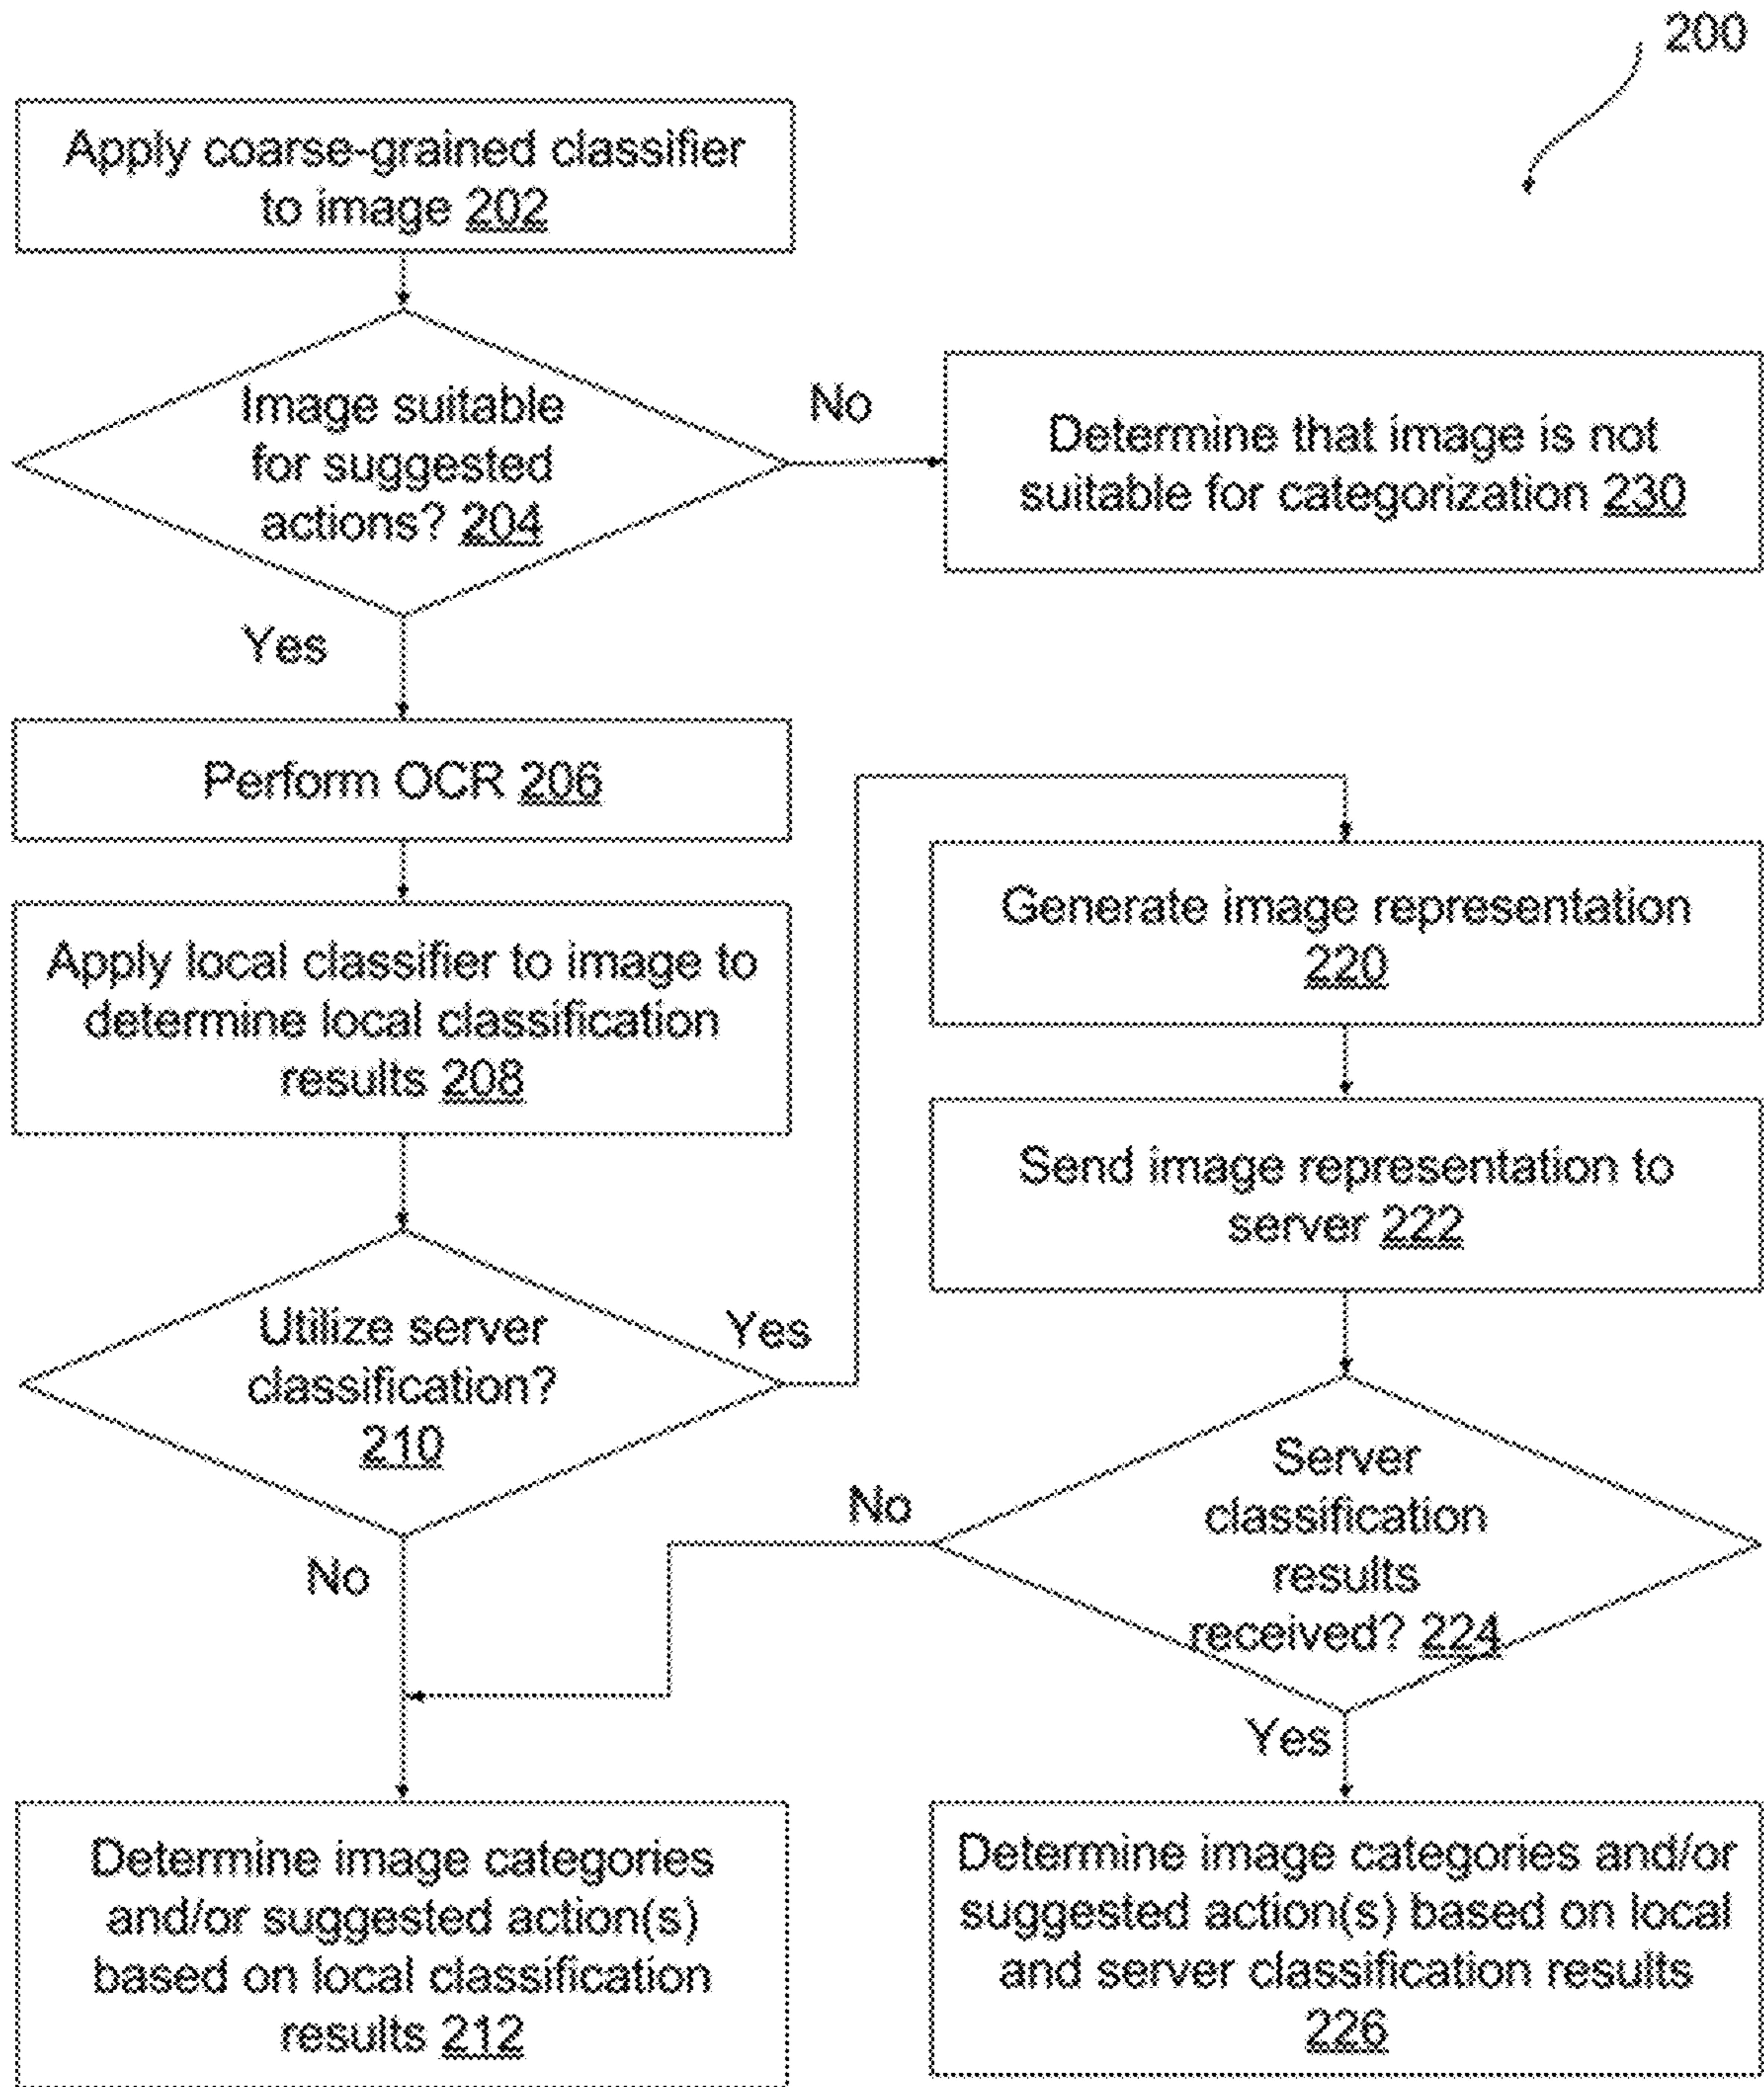 200
Apply coarse-grained classifier
to image 202
Image suitable
for suggested
actions? 204
No
Determine that image is not
suitable for categorization 230
Yes
Perform OCR 206
Apply local classifier to image to
determine local classification
results 208
Utilize server
classification?
210
Yes
No
Generate image representation
220
Send image representation to
server 222
Server
classification
results
received? 224
No
Yes
Determine image categories
and/or suggested action(s)
based on local classification
results 212
Determine image categories and/or
suggested action(s) based on local
and server classification results
226